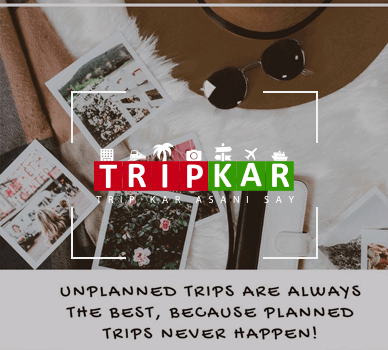 TRIPKAR
TRIP KAR ASANI SAY
UNPLANNED TRIPS ARE ALWAYS
THE BEST, BECAUSE PLANNED
TRIPS NEVER HAPPEN!